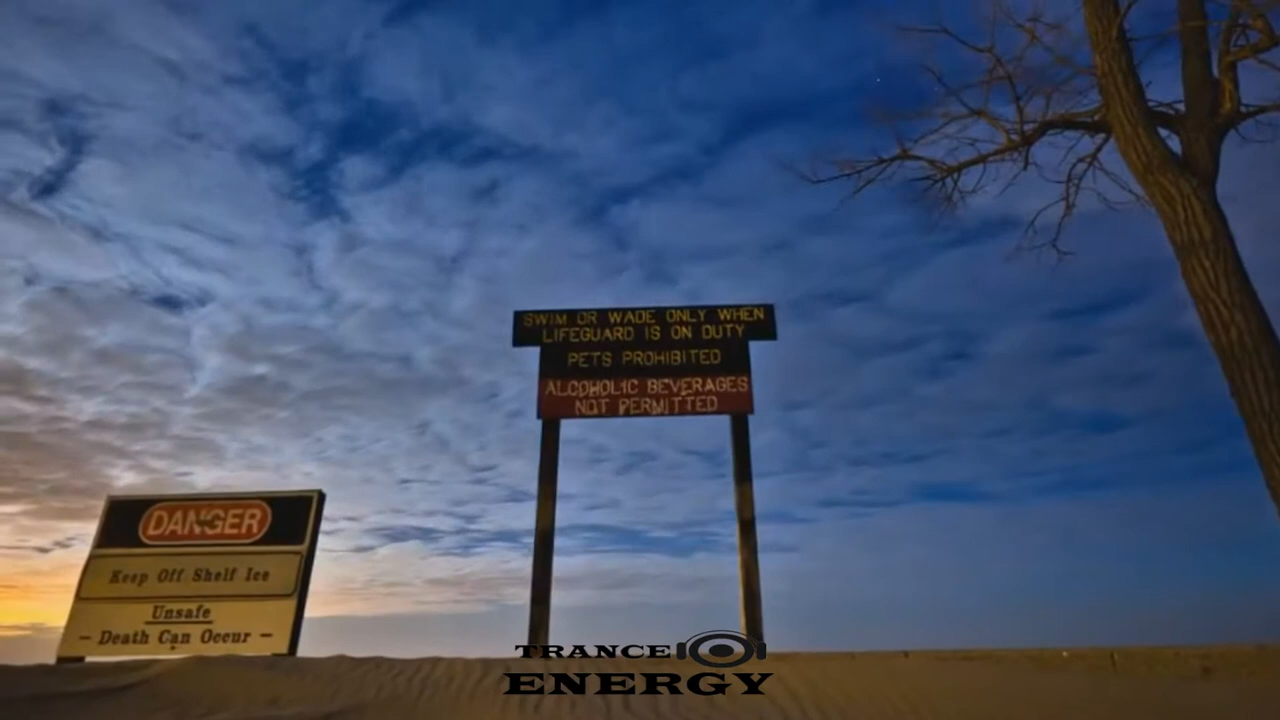 SWIM OR WADE ONLY WHEN
LIFEGUARD IS ON DUTY
PETS PROHIBITED
ALCOHOLIC BEVERAGES
NOT PERMITTED
DANGER
Keep Off Shelf Ice
Unsafe
- Death Can Occur -
TRANCE
ENERGY